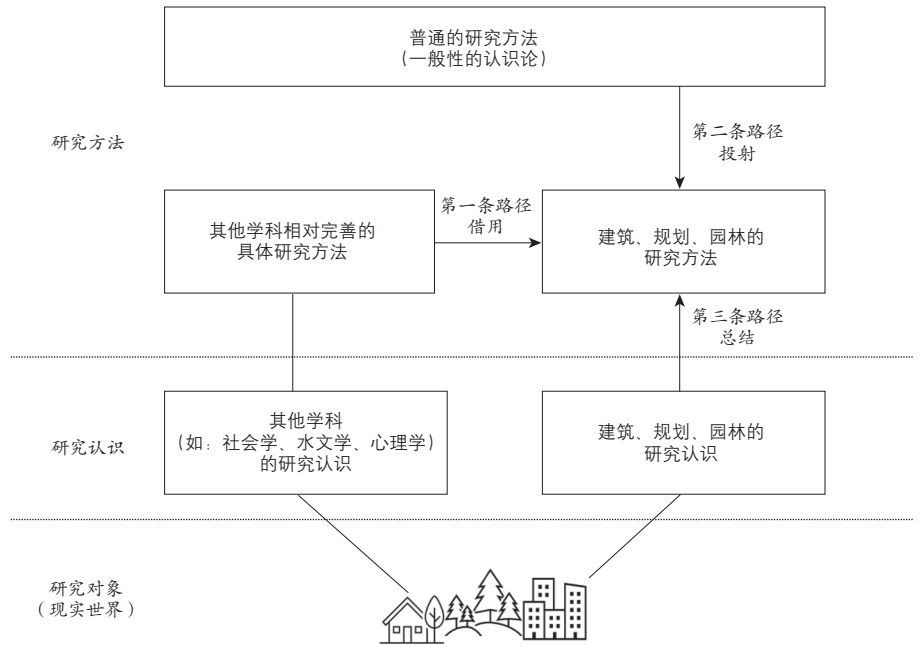 普通的研究方法
（一般性的认识论）
研究方法
第二条路径
投射
其他学科相对完善的
具体研究方法
第一条路径
借用
建筑、规划、园林的
研究方法
第三条路径
总结
研究认识
其他学科
（如：社会学、水文学、心理学）
的研究认识
建筑、规划、园林的
研究认识
研究对象
（现实世界）